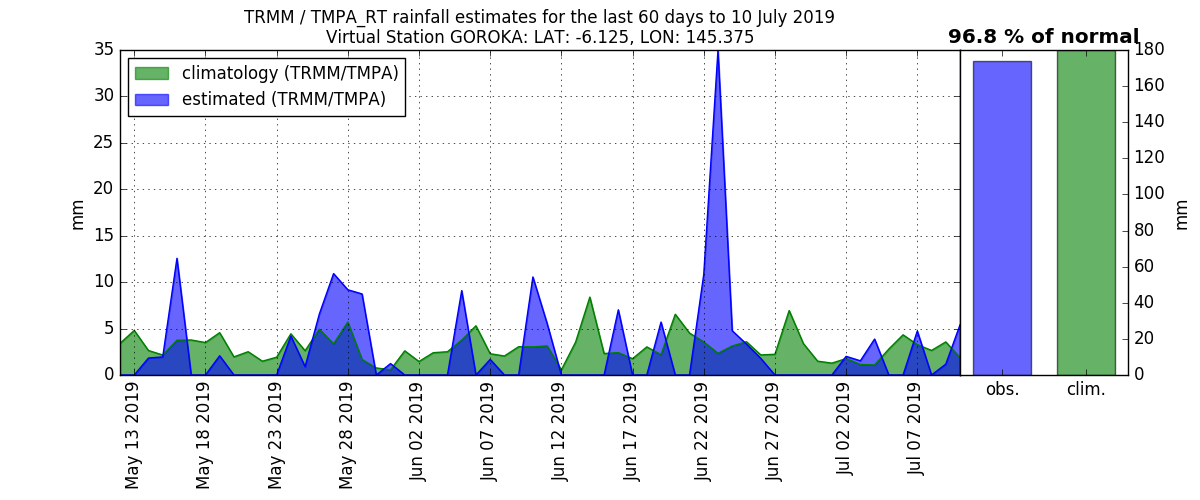 TRMM / TMPA_RT rainfall estimates for the last 60 days to 10 July 2019
Virtual Station GOROKA: LAT: -6.125, LON: 145.375
96.8 % of normal
climatology (TRMM/TMPA)
estimated (TRMM/TMPA)
35
30
25
20
15
10
5
0
mm
May 13 2019
May 18 2019
May 23 2019
May 28 2019
Jun 02 2019
Jun 07 2019
Jun 12 2019
Jun 17 2019
Jun 22 2019
Jun 27 2019
Jul 02 2019
Jul 07 2019
180
160
140
120
100
80
60
40
20
0
mm
obs.
clim.